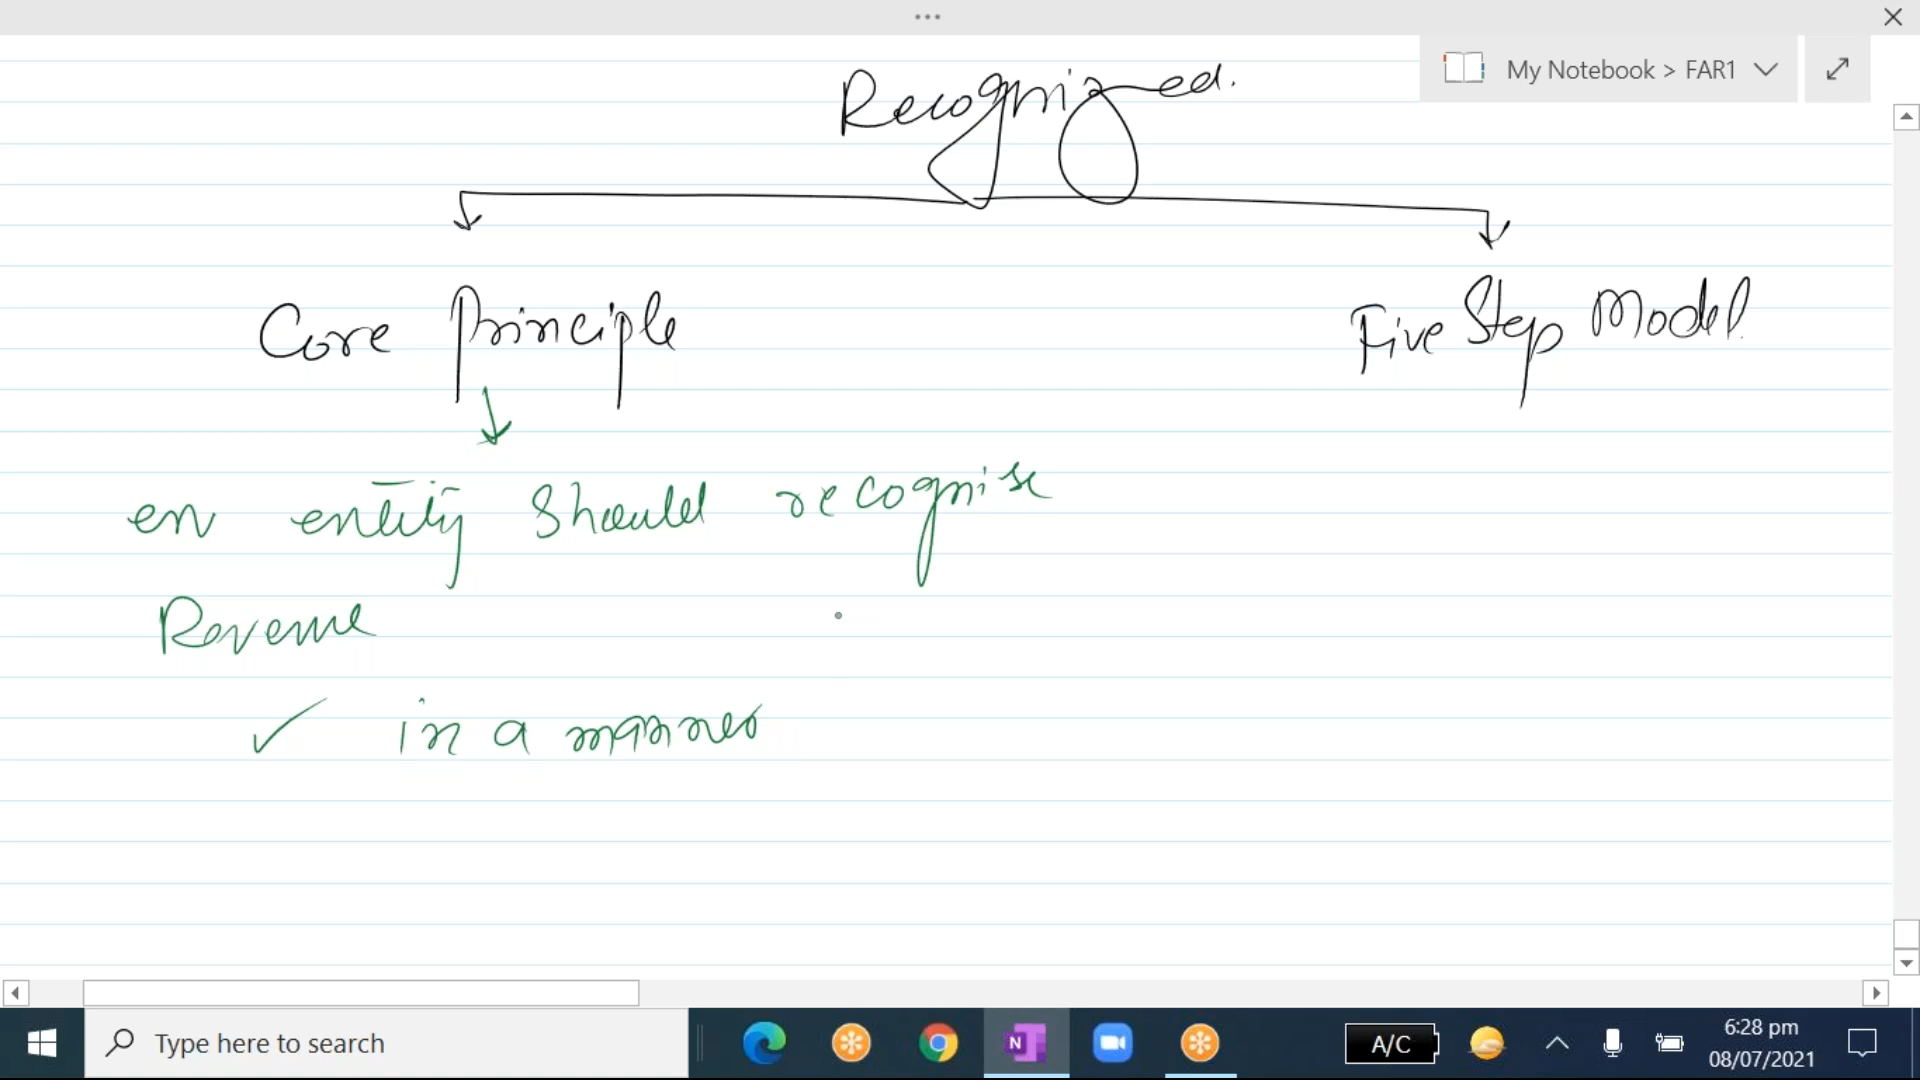 My Notebook > FAR1
Recognized.
Core Principle
Five Step Model
en entity should recognise
Revenue
✓ in a manner
Type here to search
N
A/C
6:28 pm
08/07/2021